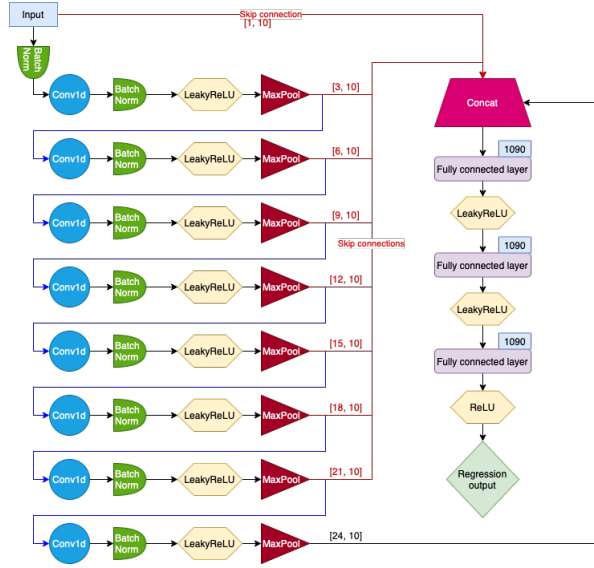 Input
Skip connection
[1, 10]
Batch
Norm
Conv1d
Batch
Norm
LeakyReLU
MaxPool
[3, 10]
Conv1d
Batch
Norm
LeakyReLU
MaxPool
[6, 10]
Conv1d
Batch
Norm
LeakyReLU
MaxPool
[9, 10]
Skip connections
Conv1d
Batch
Norm
LeakyReLU
MaxPool
[12, 10]
Conv1d
Batch
Norm
LeakyReLU
MaxPool
[15, 10]
Conv1d
Batch
Norm
LeakyReLU
MaxPool
[18, 10]
Conv1d
Batch
Norm
LeakyReLU
MaxPool
[21, 10]
Conv1d
Batch
Norm
LeakyReLU
MaxPool
[24, 10]
Concat
1090
Fully connected layer
LeakyReLU
1090
Fully connected layer
LeakyReLU
1090
Fully connected layer
ReLU
Regression
output